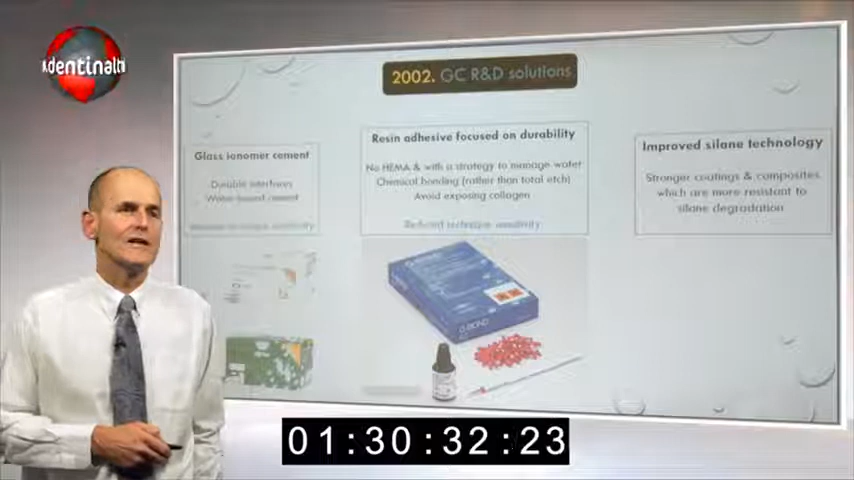 dentinalt
2002. GC R&D solutions
Glass ionomer cement
Durable interfaces
Water-based cement
Resin adhesive focused on durability
No HEMA & with a strategy to manage water
Chemical bonding (rather than total etch)
Avoid exposing collagen
Reduced technique sensitivity
Improved silane technology
Stronger coatings & composites
which are more resistant to
silane degradation
G-BOND
01:30:32:23